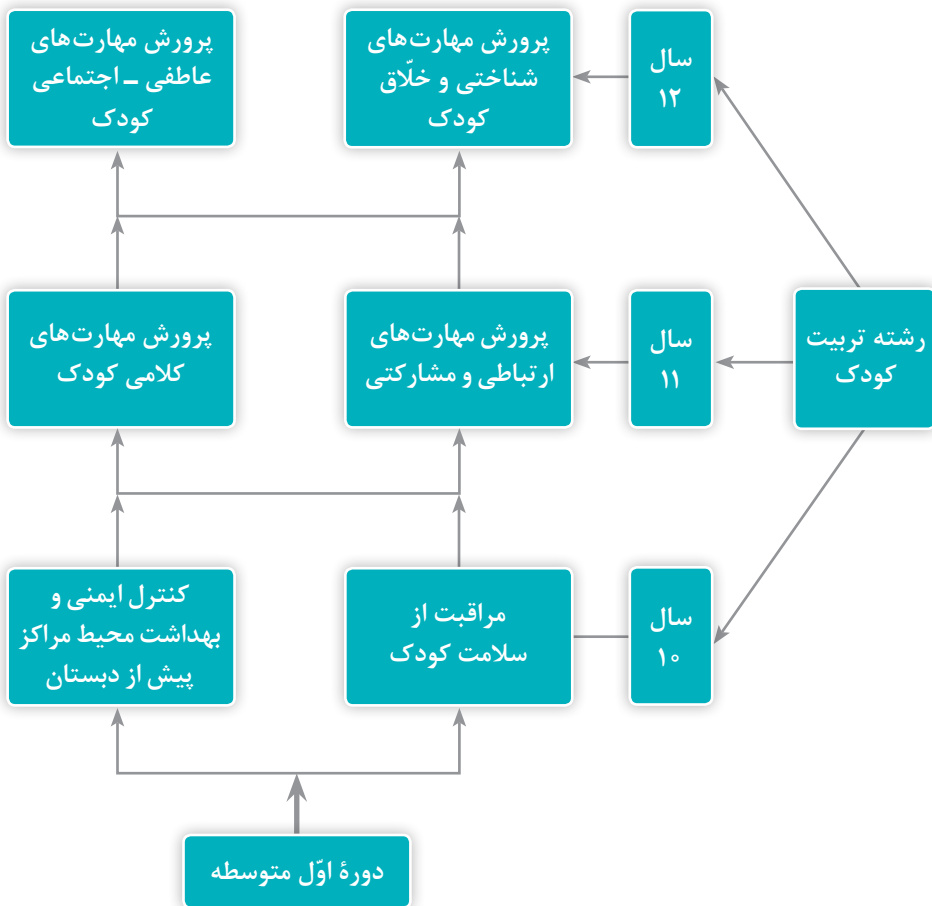 پرورش مهارت‌های
شناختی و خلّاق
کودک
پرورش مهارت‌های
عاطفی ـ اجتماعی
کودک
سال
۱۲
پرورش مهارت‌های
ارتباطی و مشارکتی
پرورش مهارت‌های
کلامی کودک
سال
۱۱
رشته تربیت
کودک
مراقبت از
سلامت کودک
کنترل ایمنی و
بهداشت محیط مراکز
پیش از دبستان
سال
۱۰
دورهٔ اوّل متوسطه